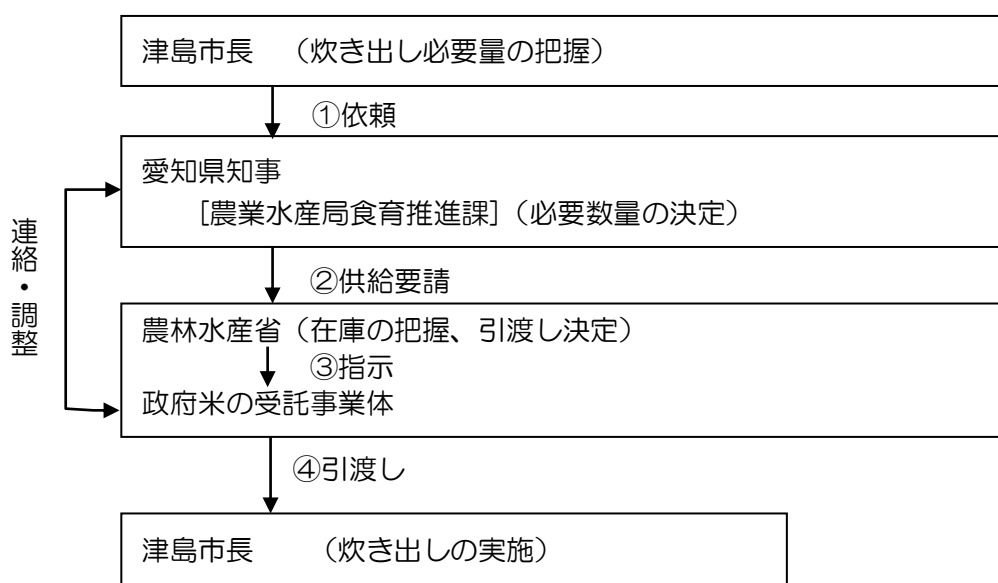 津島市長　（炊き出し必要量の把握）
①依頼
愛知県知事
［農業水産局食育推進課］（必要数量の決定）
連絡・調整
②供給要請
農林水産省（在庫の把握、引渡し決定）
③指示
政府米の受託事業体
④引渡し
津島市長　　（炊き出しの実施）